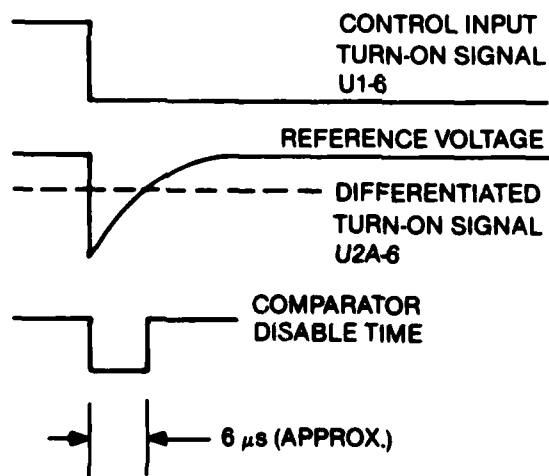 CONTROL INPUT
TURN-ON SIGNAL
U1-6
REFERENCE VOLTAGE
DIFFERENTIATED
TURN-ON SIGNAL
U2A-6
COMPARATOR
DISABLE TIME
6 μs (APPROX.)